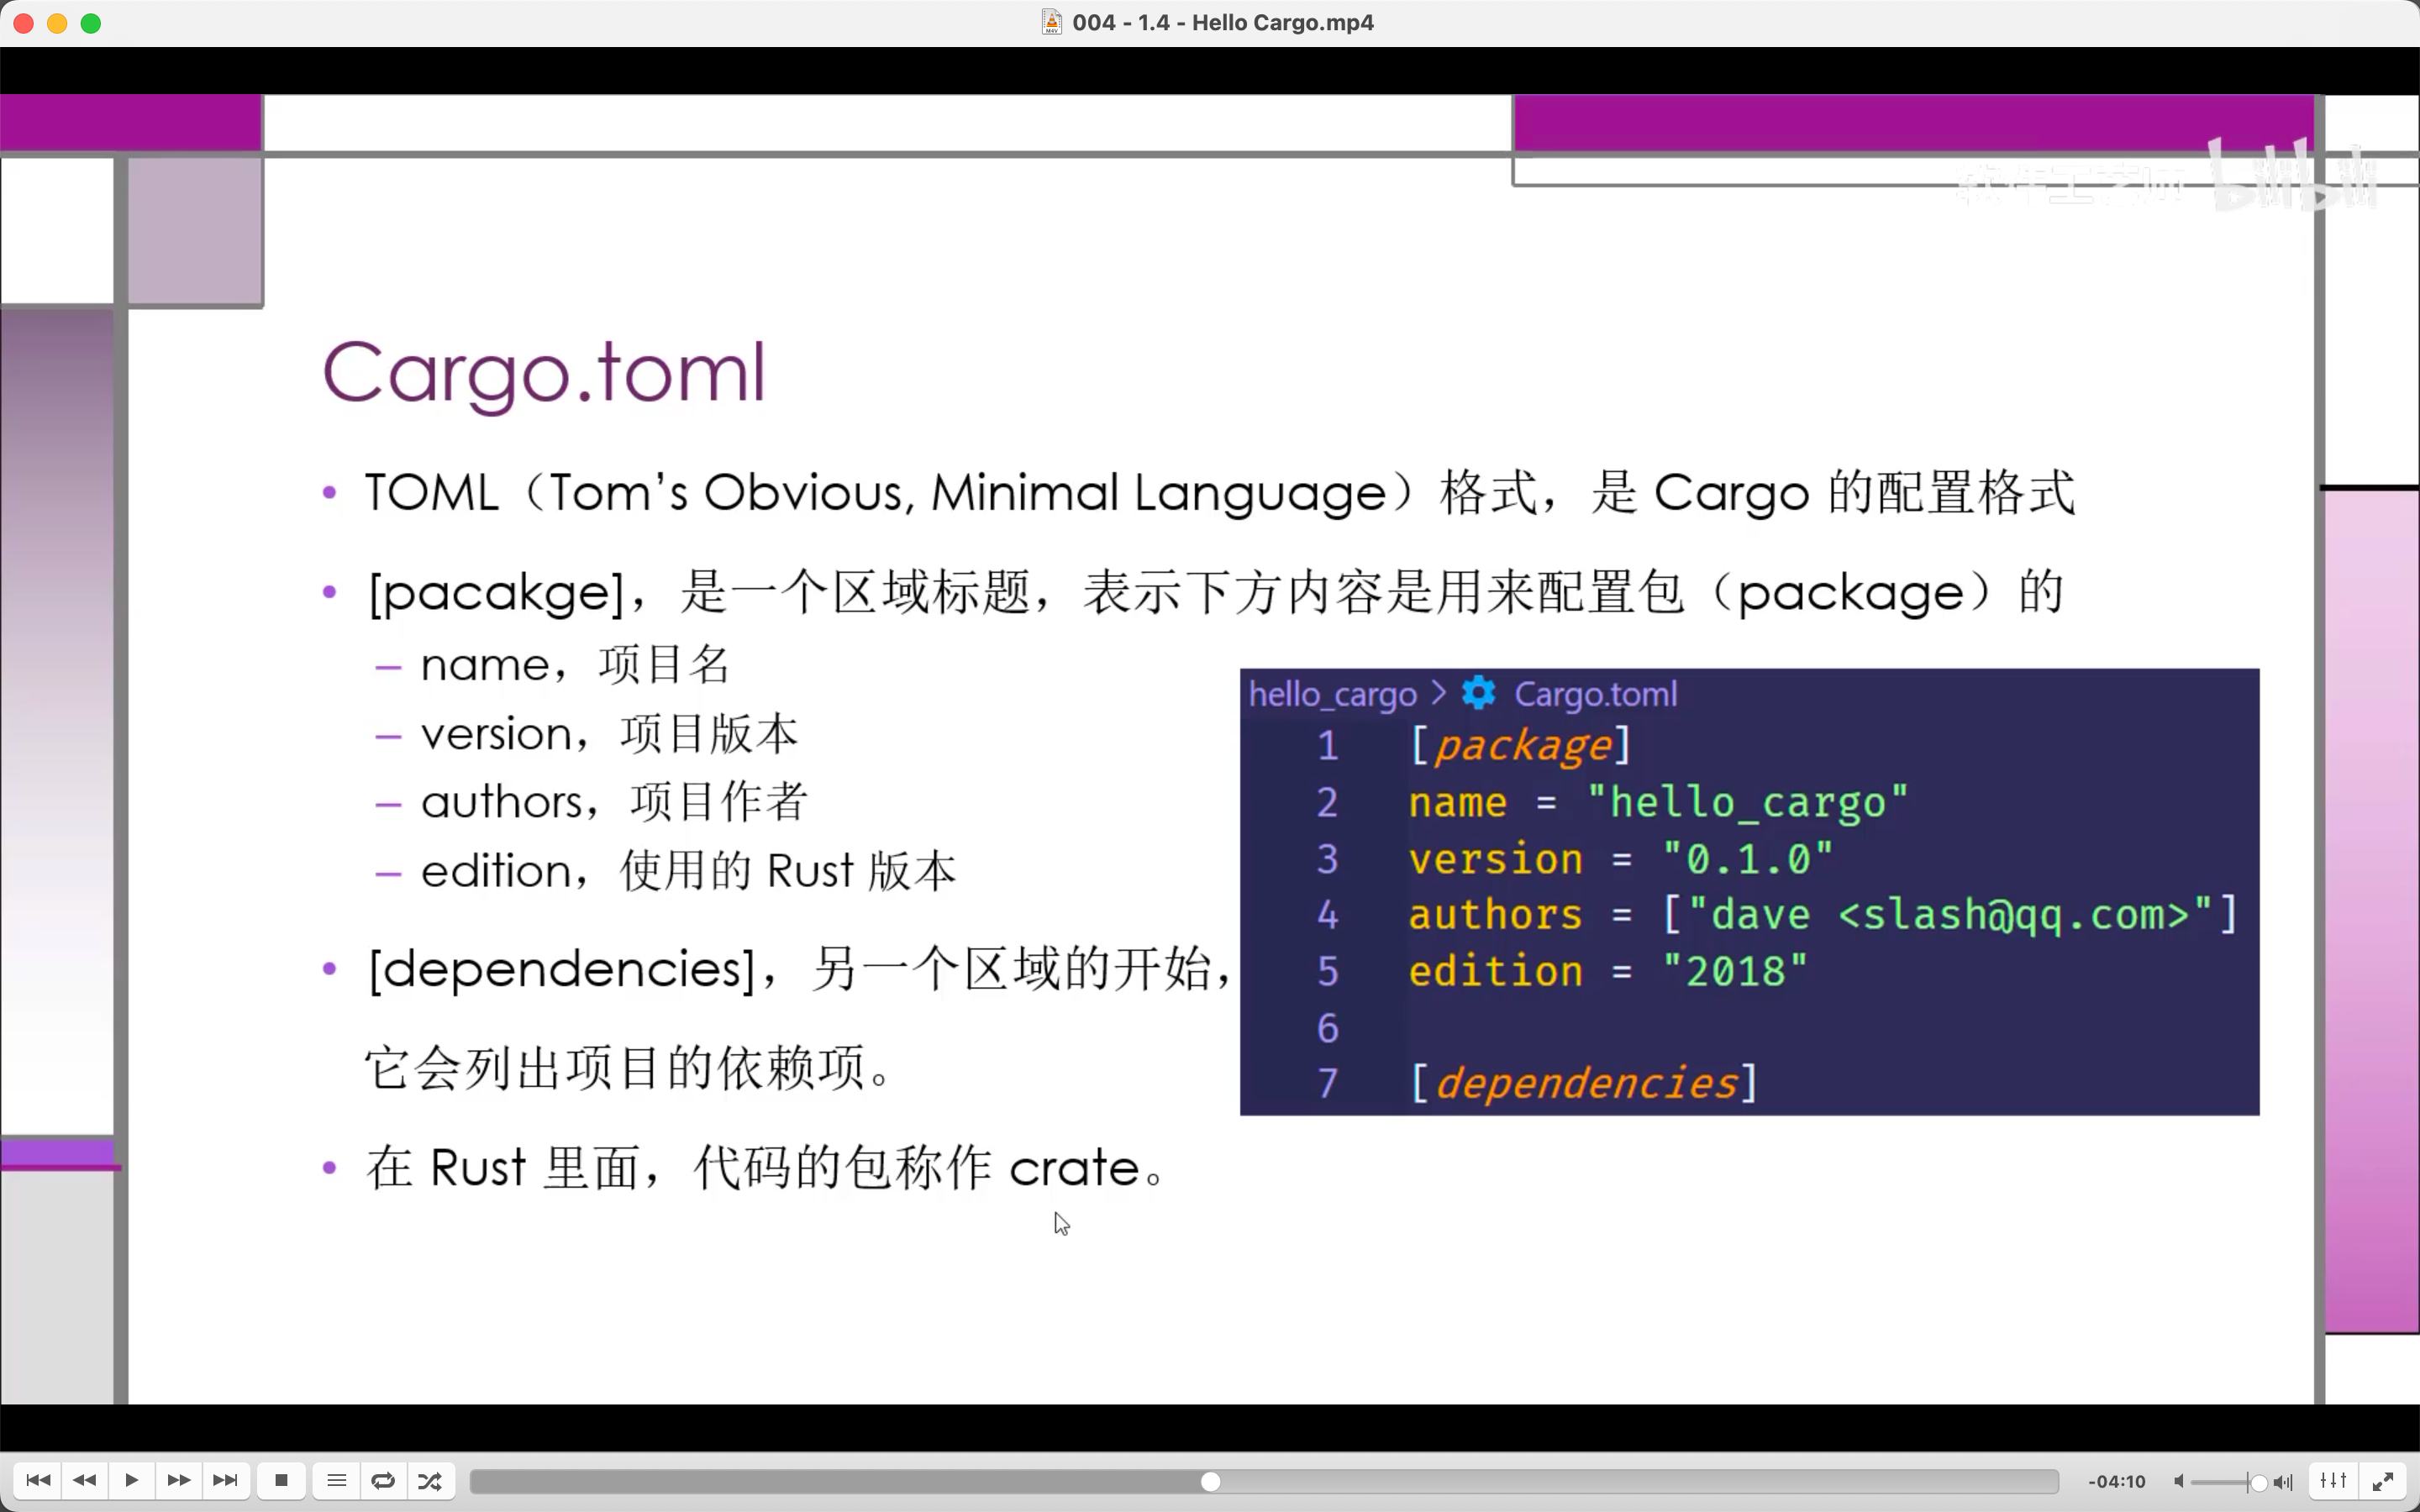 004 - 1.4 - Hello Cargo.mp4
bilibili
Cargo.toml
• TOML（Tom’s Obvious, Minimal Language）格式，是 Cargo 的配置格式
• [pacakge]，是一个区域标题，表示下方内容是用来配置包（package）的
– name，项目名
– version，项目版本
– authors，项目作者
– edition，使用的 Rust 版本
• [dependencies]，另一个区域的开始，
它会列出项目的依赖项。
• 在 Rust 里面，代码的包称作 crate。
hello_cargo > Cargo.toml
1 [package]
2 name = "hello_cargo"
3 version = "0.1.0"
4 authors = ["dave <slash@qq.com>"]
5 edition = "2018"
6
7 [dependencies]
-04:10